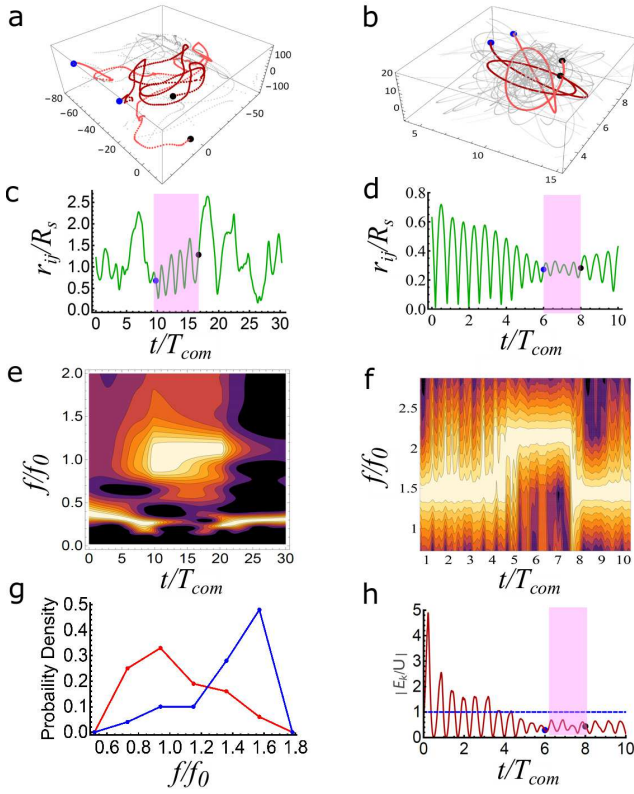 a
b
100
0
-100
-80
-60
-40
-20
0
0
-50
20
10
0
5
10
15
4
6
8
c
d
r_ij/R_s
2.5
2.0
1.5
1.0
0.5
0
0 5 10 15 20 25 30
t/T_com
r_ij/R_s
0.8
0.6
0.4
0.2
0
0 2 4 6 8 10
t/T_com
e
f
f/f_0
2.0
1.5
1.0
0.5
0.0
0 5 10 15 20 25 30
t/T_com
f/f_0
2.5
2
1.5
1
1 2 3 4 5 6 7 8 9 10
t/T_com
g
h
Probaility Density
0.5
0.4
0.3
0.2
0.1
0
0.6 0.8 1.0 1.2 1.4 1.6 1.8
f/f_0
|E_k/U|
5
4
3
2
1
0
0 2 4 6 8 10
t/T_com